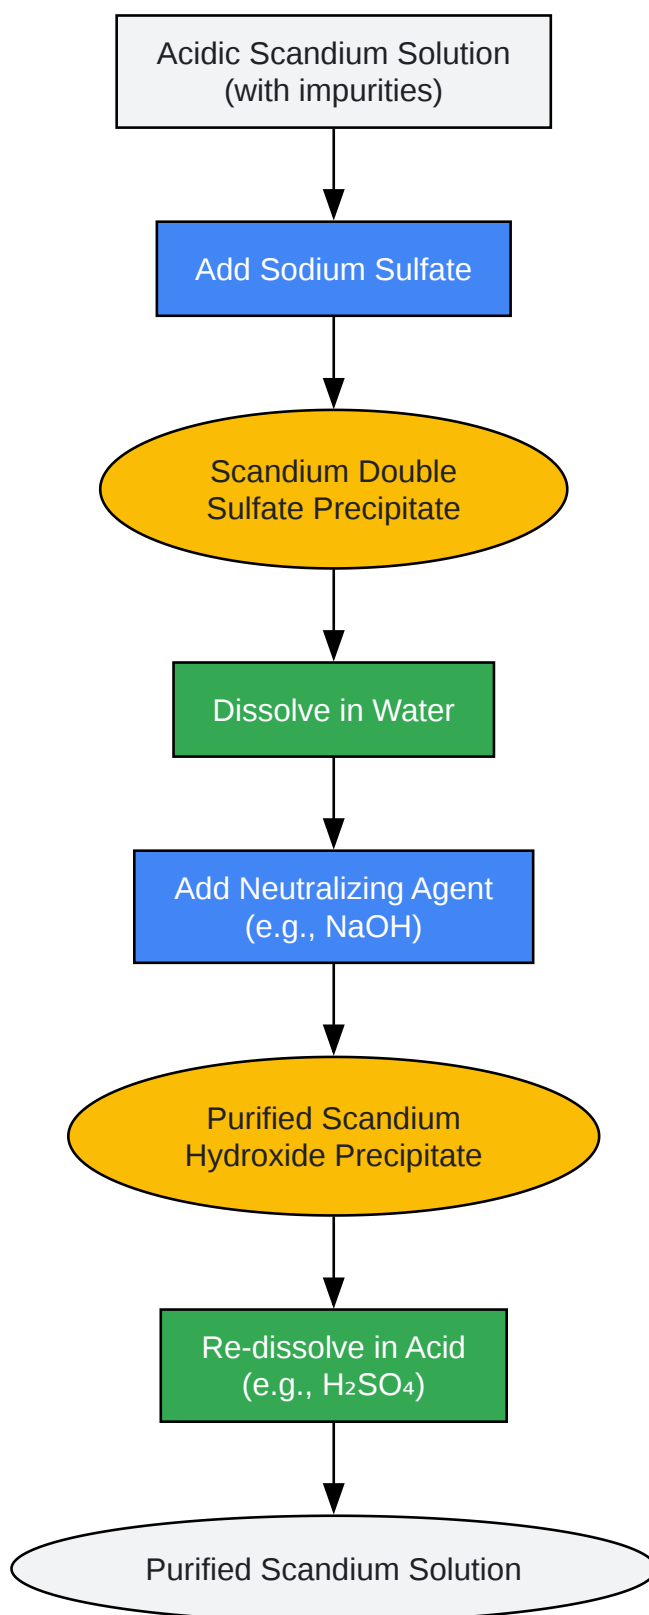 Acidic Scandium Solution
(with impurities)
Add Sodium Sulfate
Scandium Double
Sulfate Precipitate
Dissolve in Water
Add Neutralizing Agent
(e.g., NaOH)
Purified Scandium
Hydroxide Precipitate
Re-dissolve in Acid
(e.g., H₂SO₄)
Purified Scandium Solution